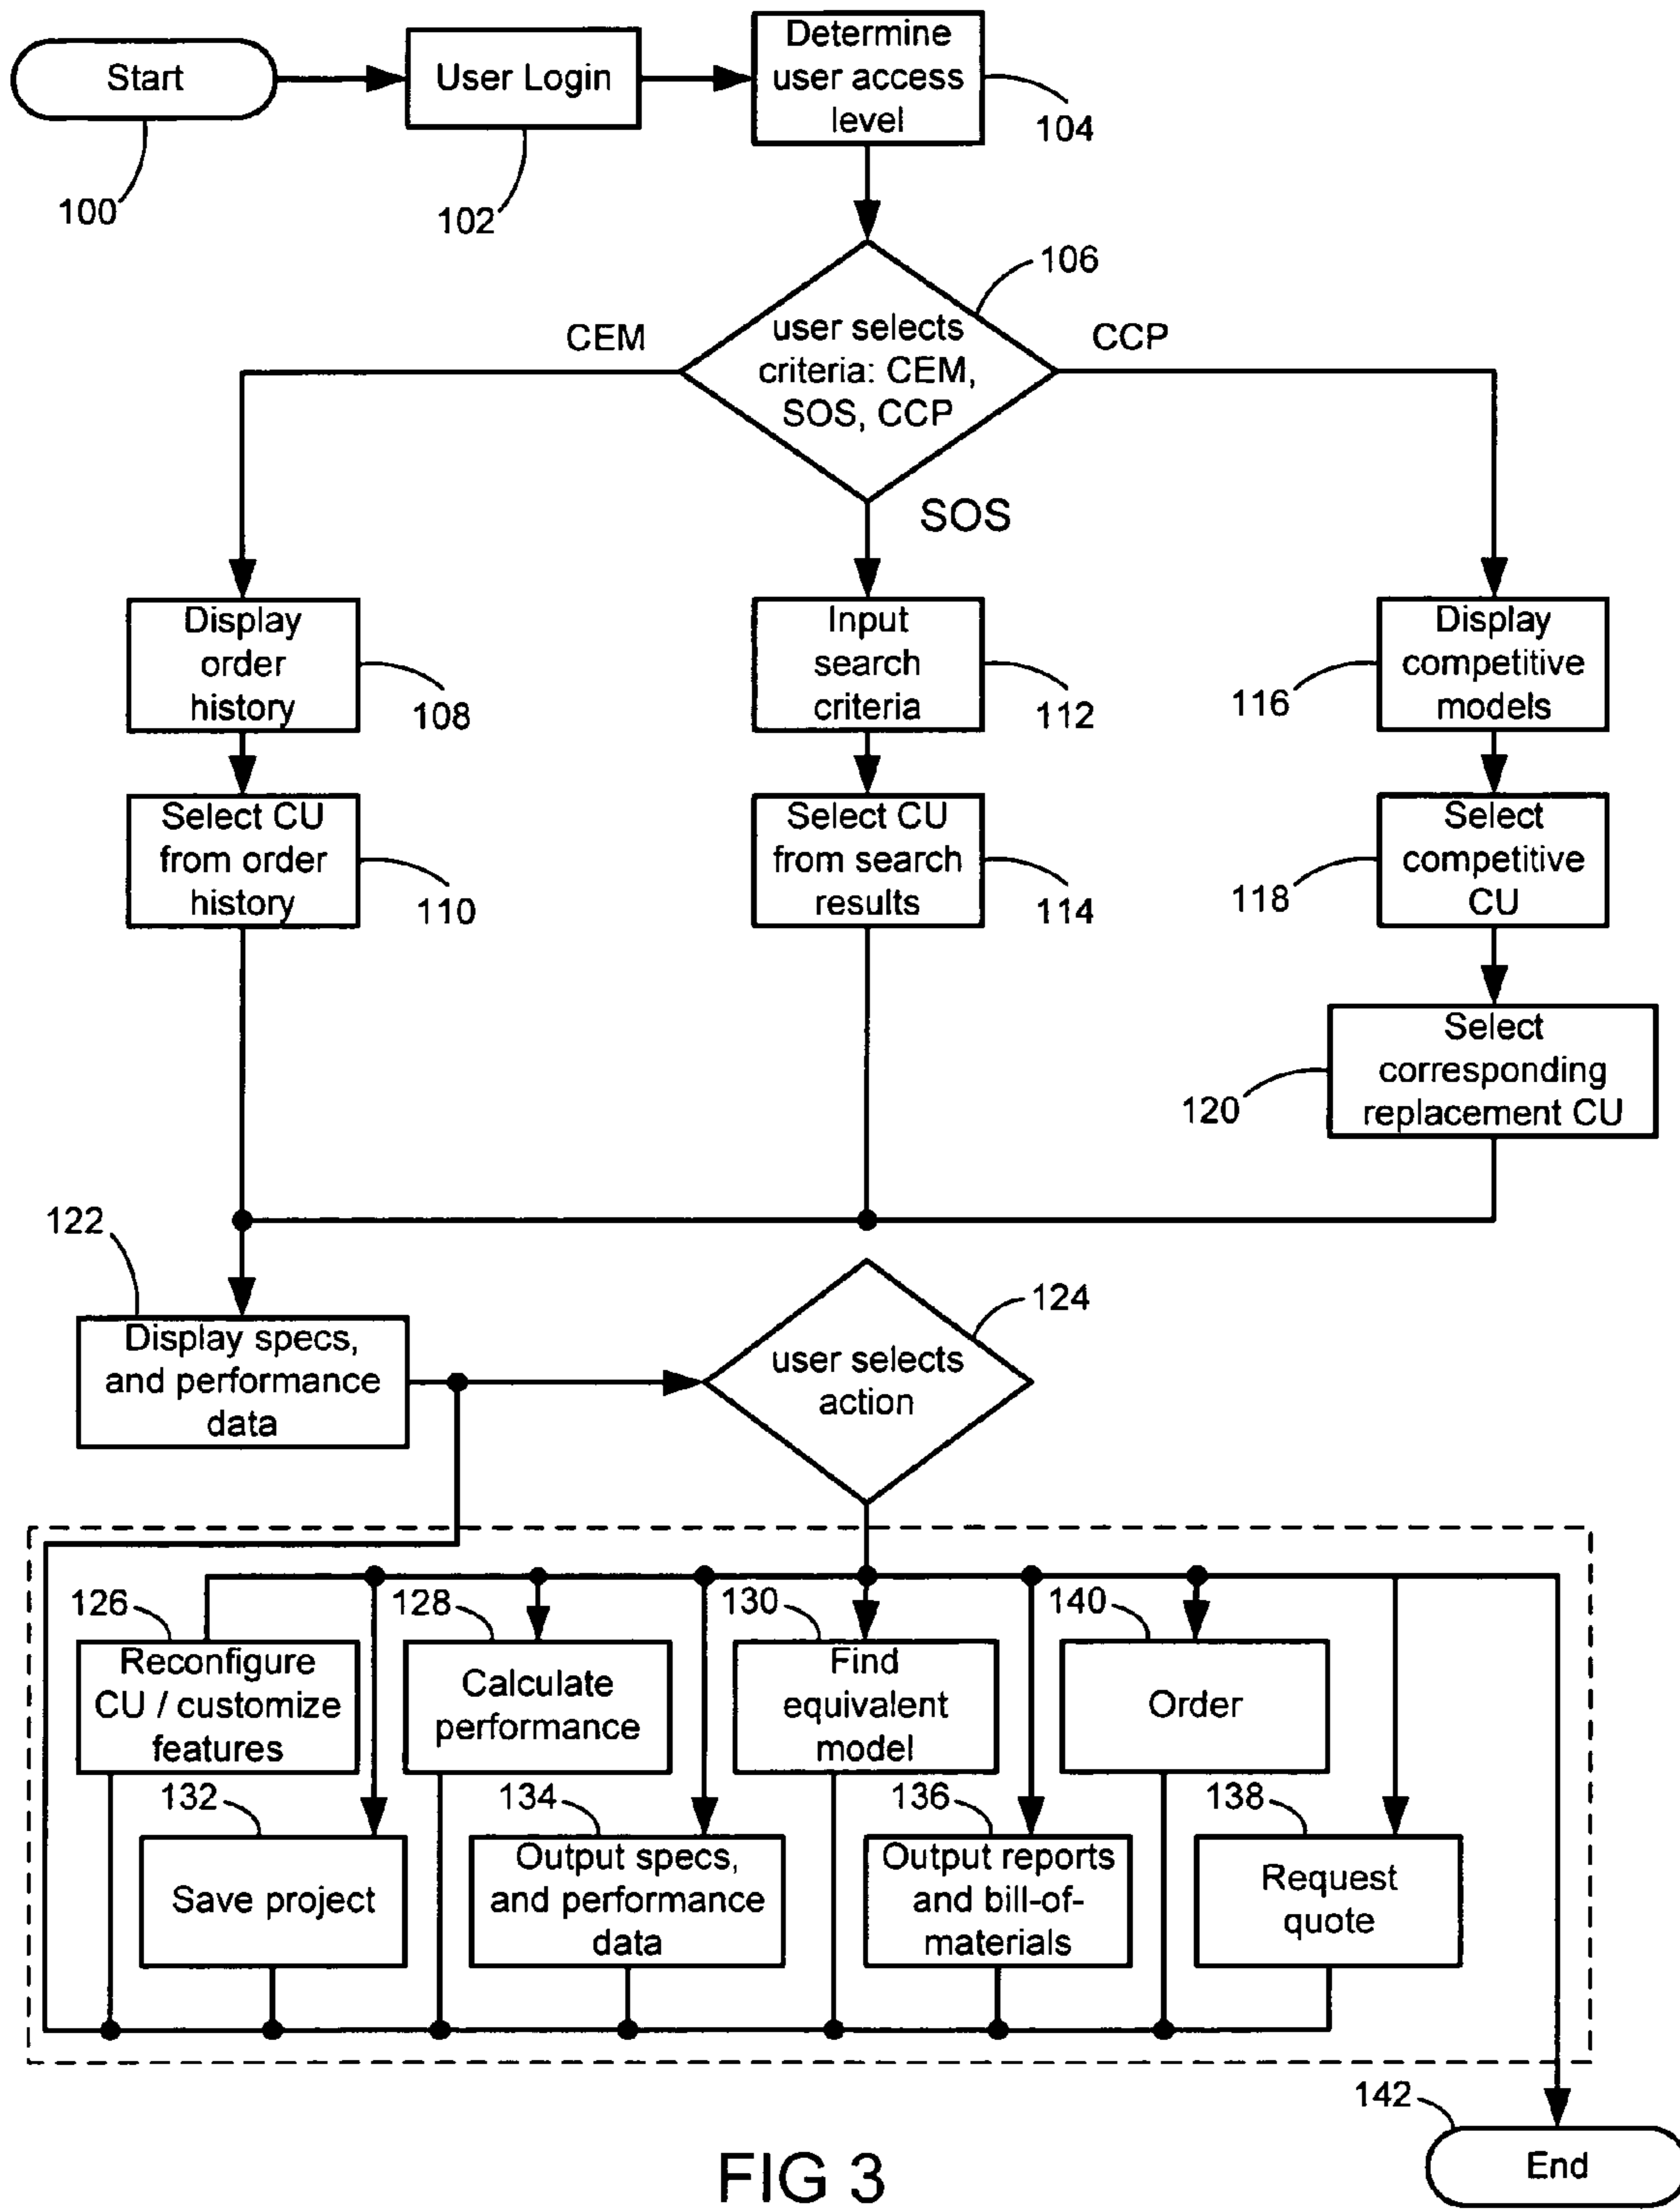 Start
User Login
Determine
user access
level
100
102
104
106
user selects
criteria: CEM,
SOS, CCP
CEM
CCP
SOS
Display
order
history
108
Input
search
criteria
112
Display
competitive
models
116
Select CU
from order
history
110
Select CU
from search
results
114
Select
competitive
CU
118
Select
corresponding
replacement CU
120
122
Display specs,
and performance
data
124
user selects
action
126
Reconfigure
CU / customize
features
128
Calculate
performance
130
Find
equivalent
model
140
Order
132
Save project
134
Output specs,
and performance
data
136
Output reports
and bill-of-
materials
138
Request
quote
142
End
FIG 3